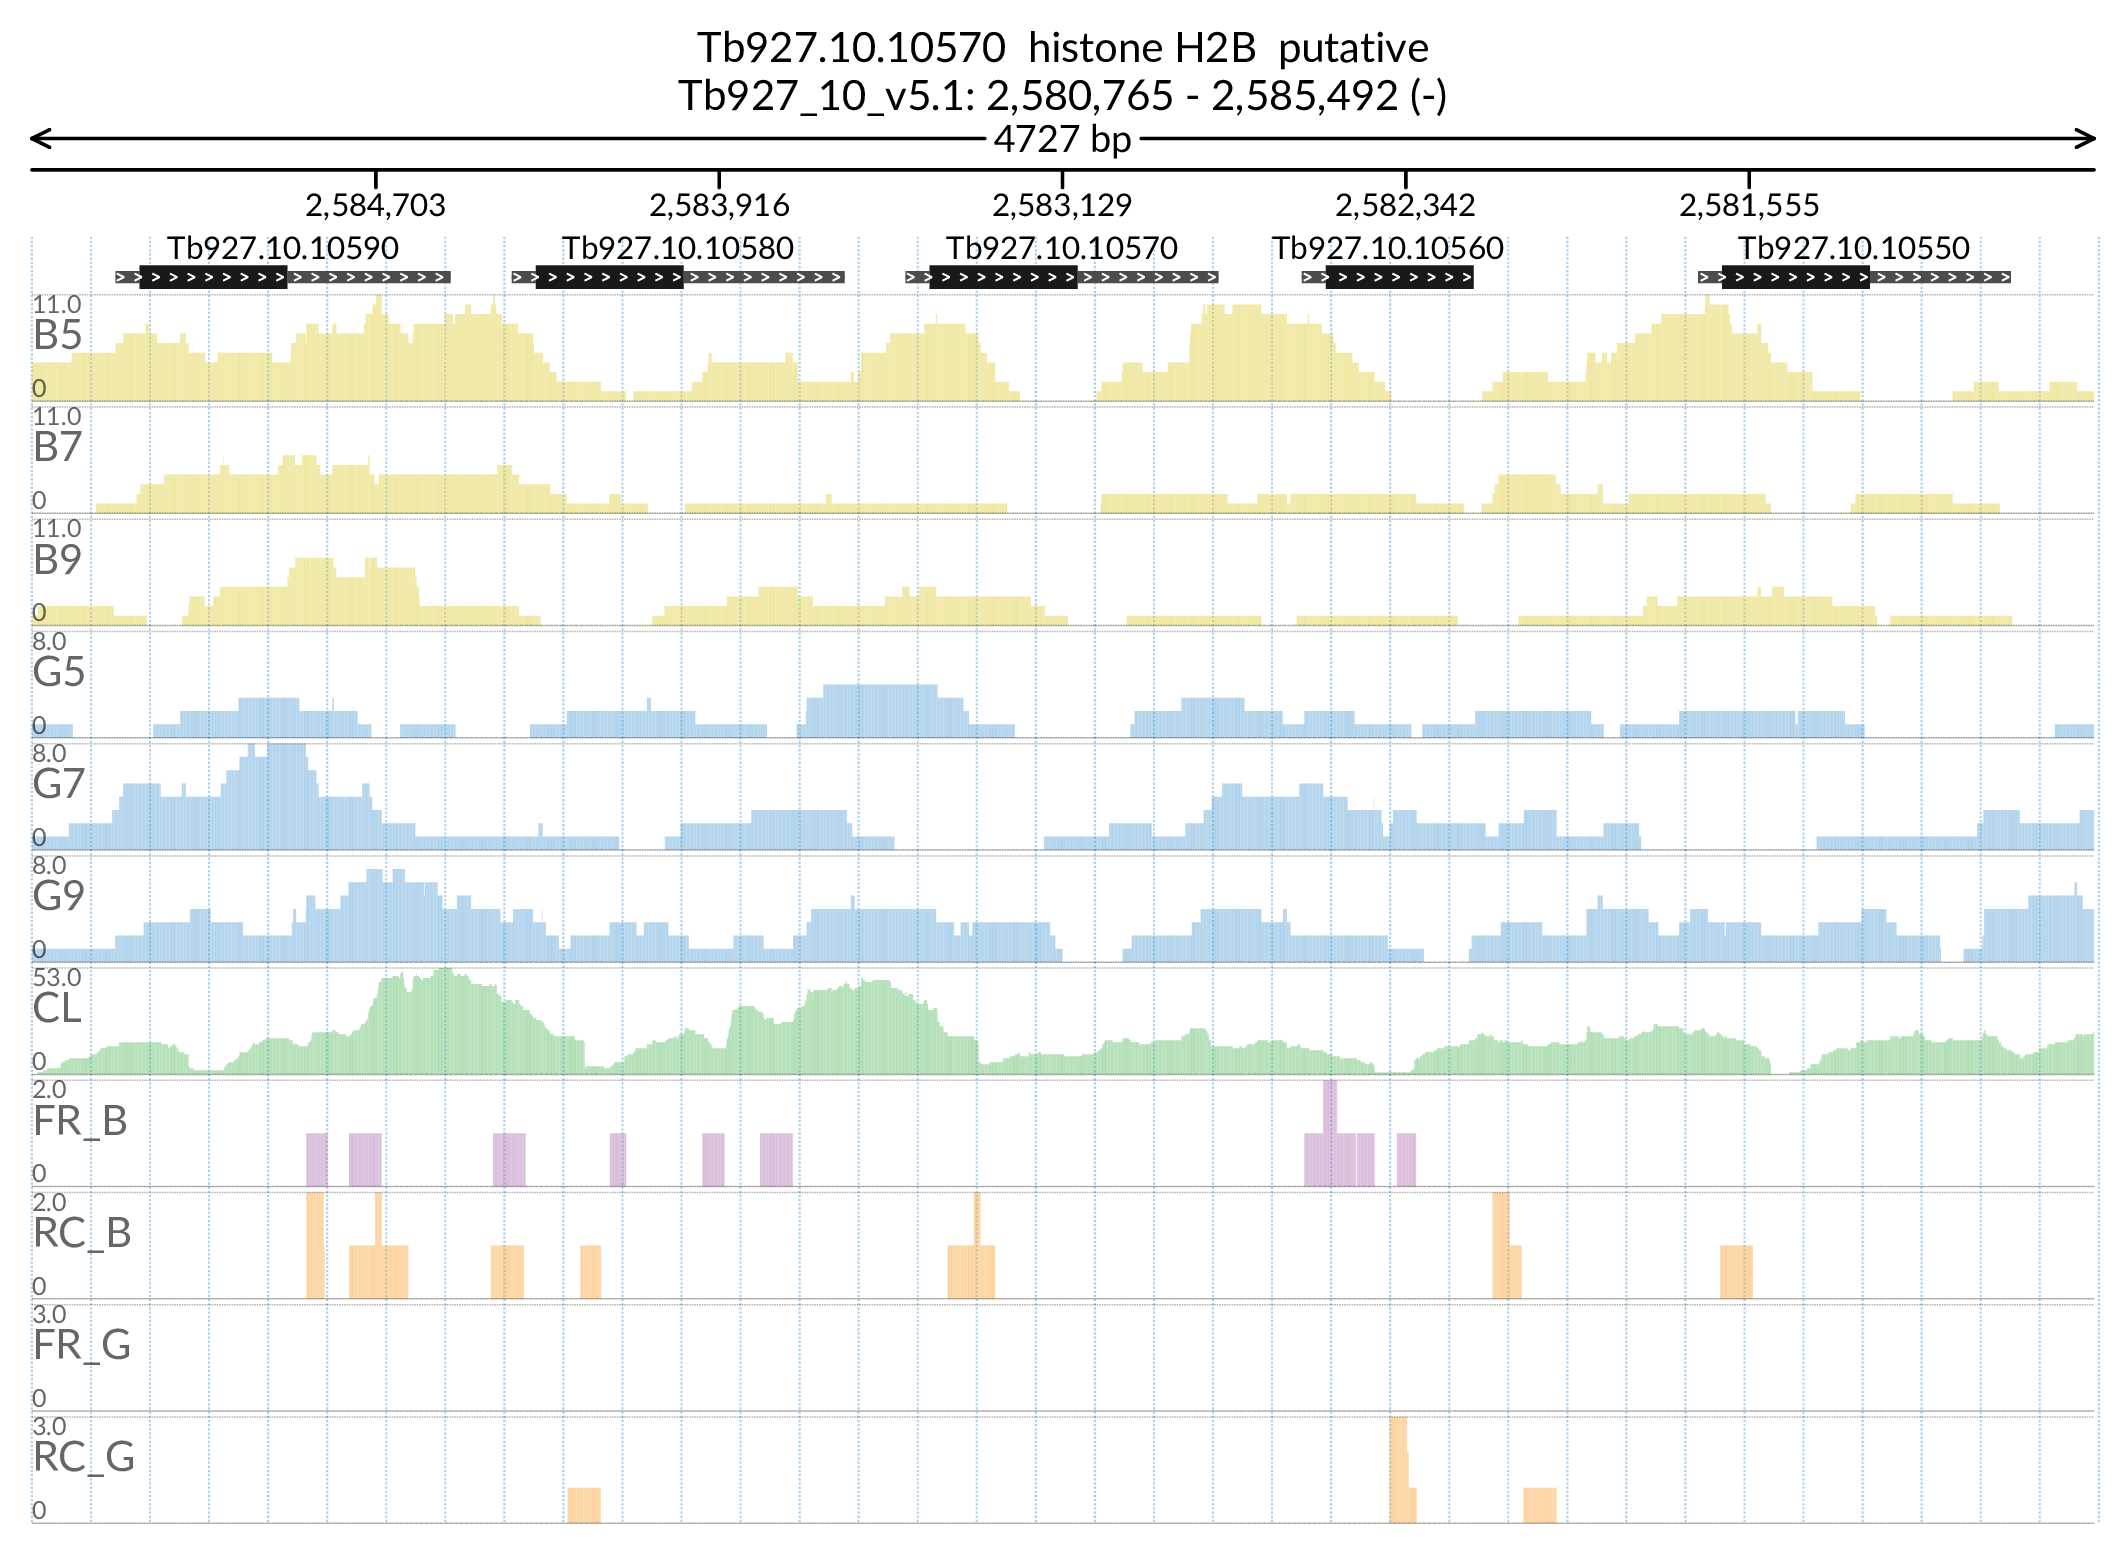 Tb927.10.10570  histone H2B  putative
Tb927_10_v5.1: 2,580,765 - 2,585,492 (-)
4727 bp
2,584,703 2,583,916 2,583,129 2,582,342 2,581,555
Tb927.10.10590 Tb927.10.10580 Tb927.10.10570 Tb927.10.10560 Tb927.10.10550
11.0
B5
0
11.0
B7
0
11.0
B9
0
8.0
G5
0
8.0
G7
0
8.0
G9
0
53.0
CL
0
2.0
FR_B
0
2.0
RC_B
0
3.0
FR_G
0
3.0
RC_G
0